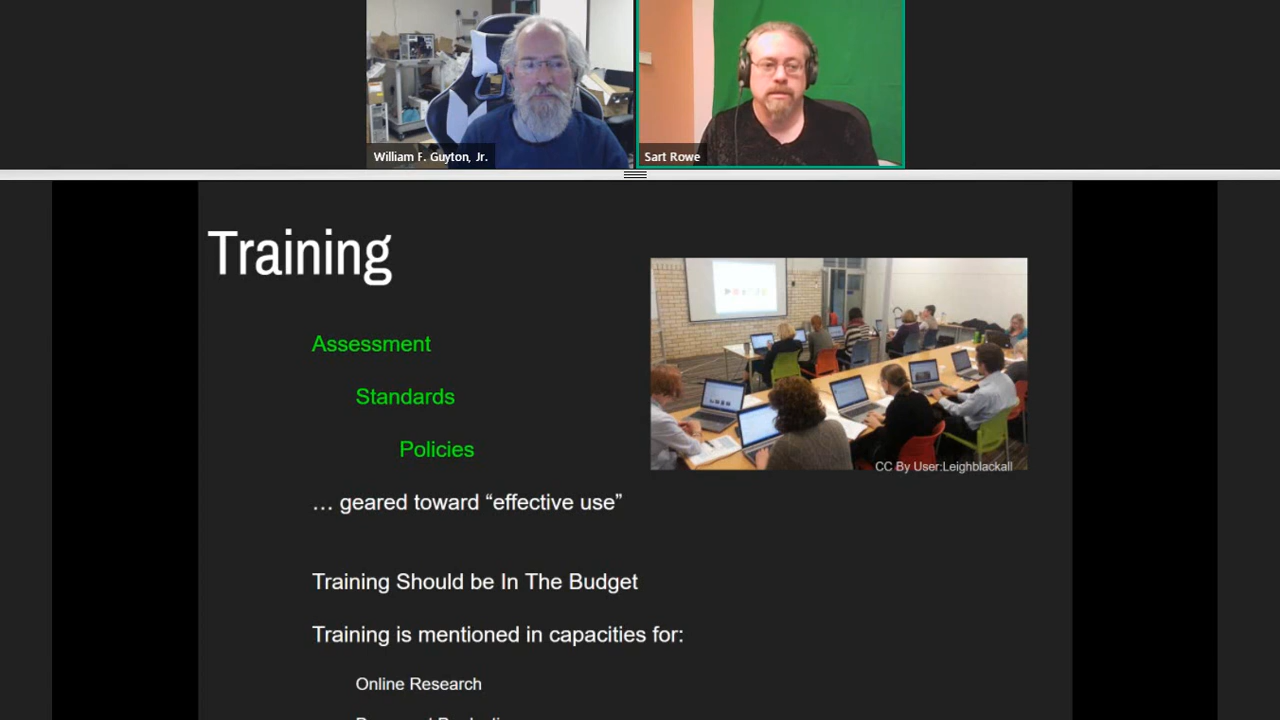 William F. Guyton, Jr.
Sart Rowe
Training
Assessment
Standards
Policies
CC By User:Leighblackall
… geared toward “effective use”
Training Should be In The Budget
Training is mentioned in capacities for:
Online Research